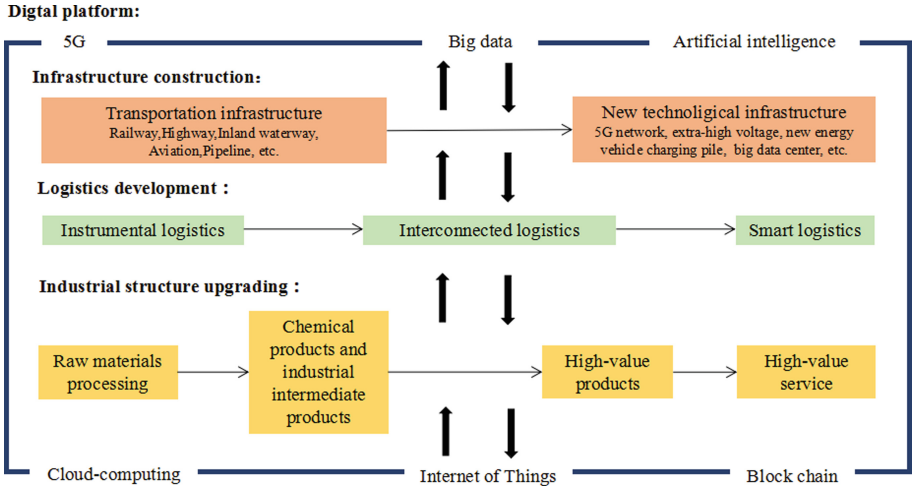 Digtal platform:
5G
Big data
Artificial intelligence
Infrastructure construction:
Transportation infrastructure
Railway,Highway,Inland waterway,
Aviation,Pipeline, etc.
New technoligical infrastructure
5G network, extra-high voltage, new energy
vehicle charging pile, big data center, etc.
Logistics development：
Instrumental logistics
Interconnected logistics
Smart logistics
Industrial structure upgrading：
Raw materials
processing
Chemical
products and
industrial
intermediate
products
High-value
products
High-value
service
Cloud-computing
Internet of Things
Block chain